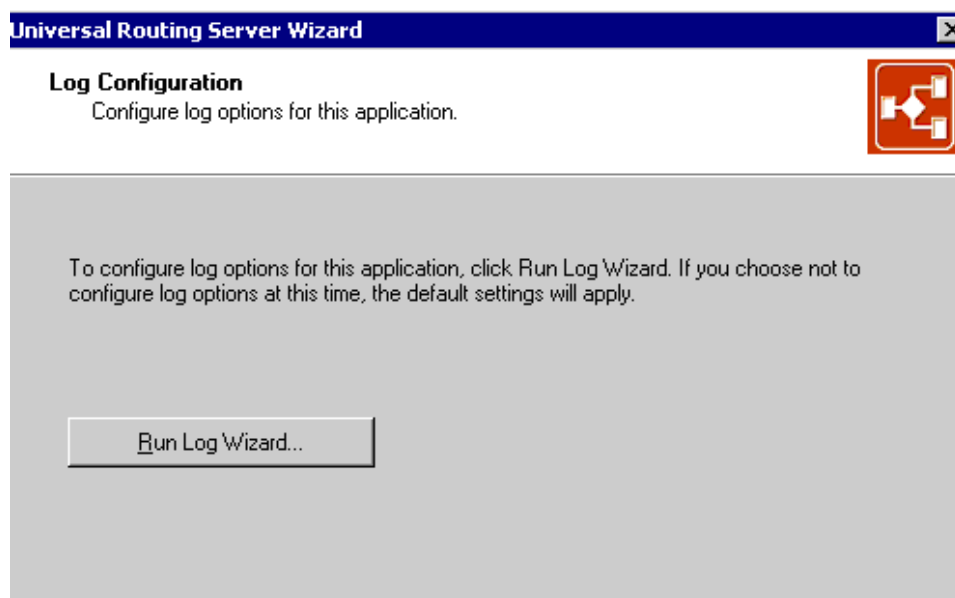 Universal Routing Server Wizard
Log Configuration
Configure log options for this application.
To configure log options for this application, click Run Log Wizard. If you choose not to
configure log options at this time, the default settings will apply.
Run Log Wizard...